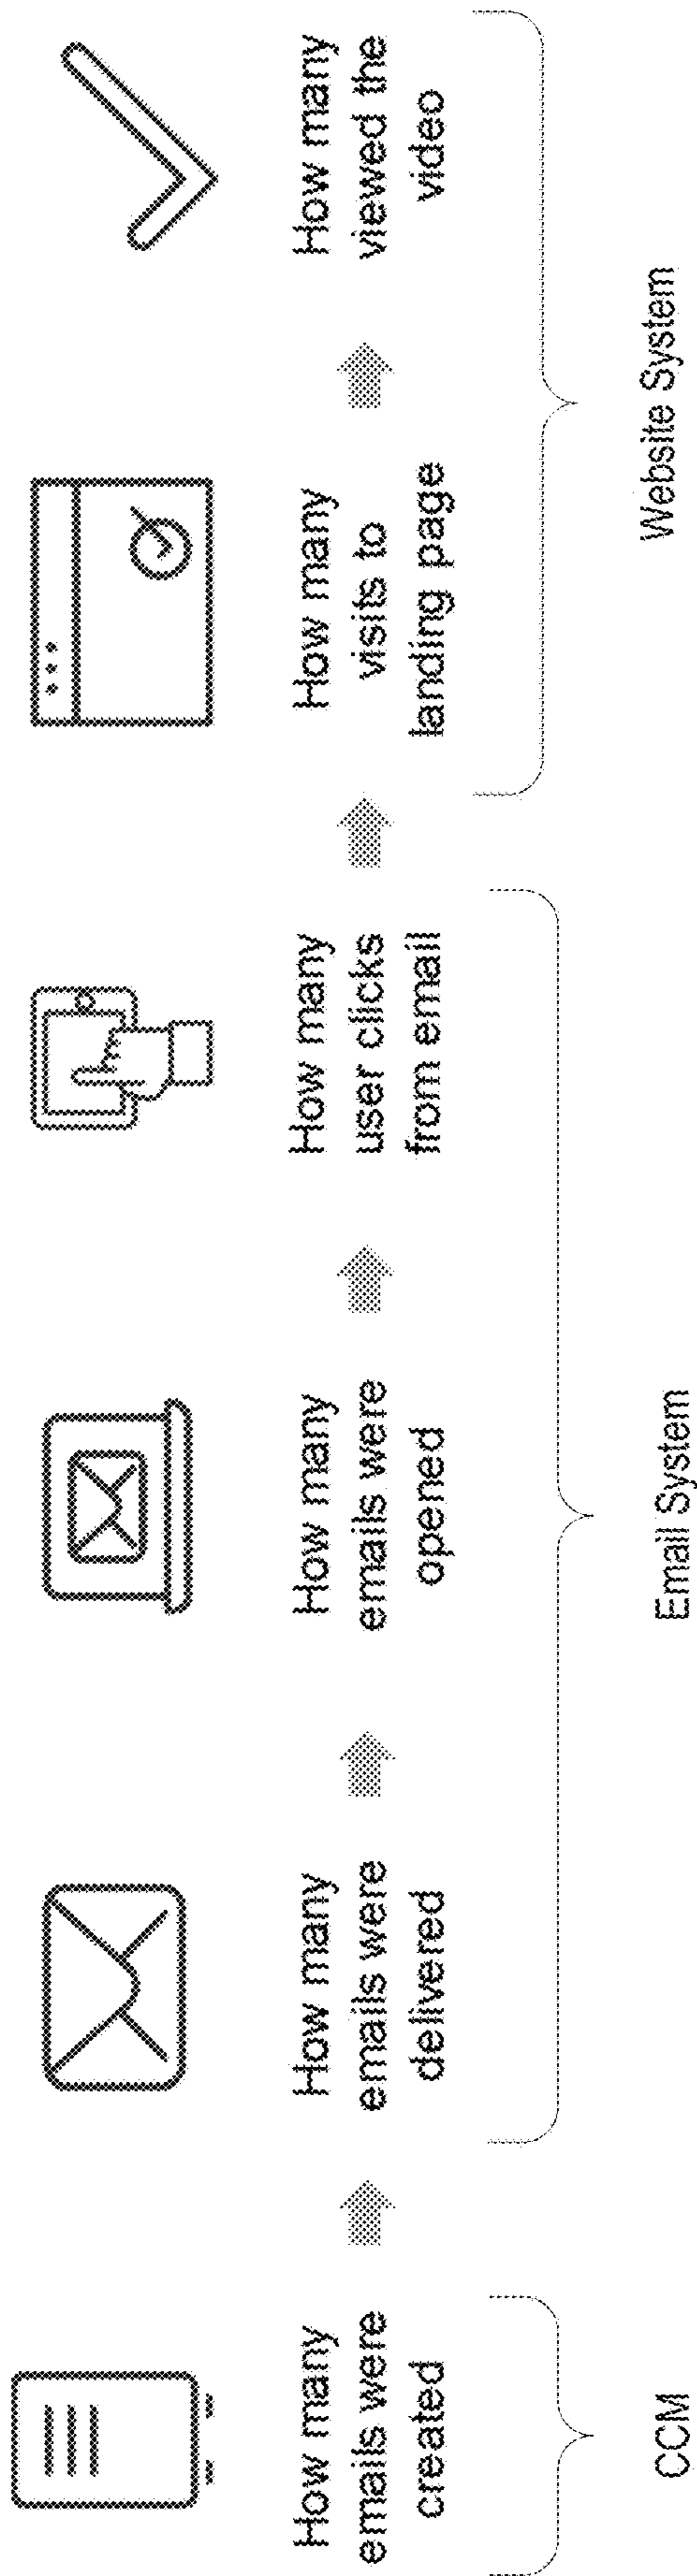 How many
emails were
created
How many
emails were
delivered
How many
emails were
opened
How many
user clicks
from email
How many
visits to
landing page
How many
viewed the
video
CCM
Email System
Website System